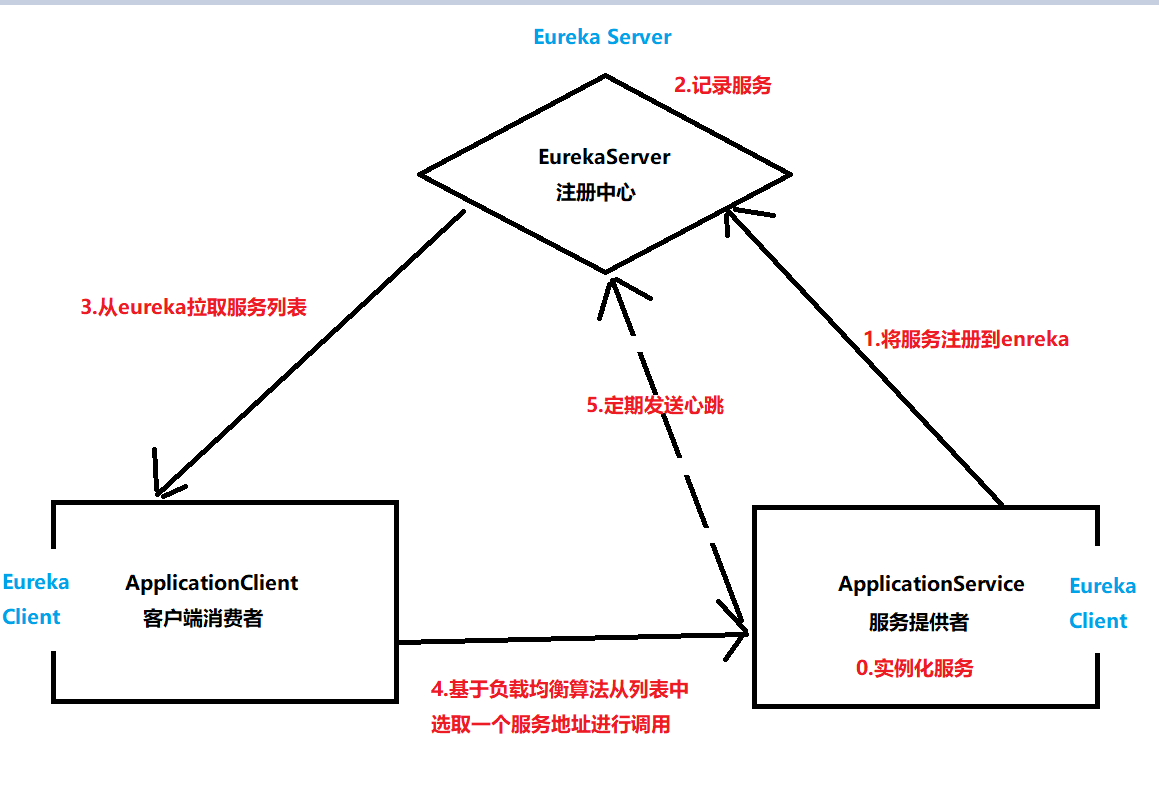 Eureka Server
2.记录服务
EurekaServer
注册中心
3.从eureka拉取服务列表
1.将服务注册到enreka
5.定期发送心跳
Eureka
Client
ApplicationClient
客户端消费者
ApplicationService
服务提供者
0.实例化服务
Eureka
Client
4.基于负载均衡算法从列表中
选取一个服务地址进行调用